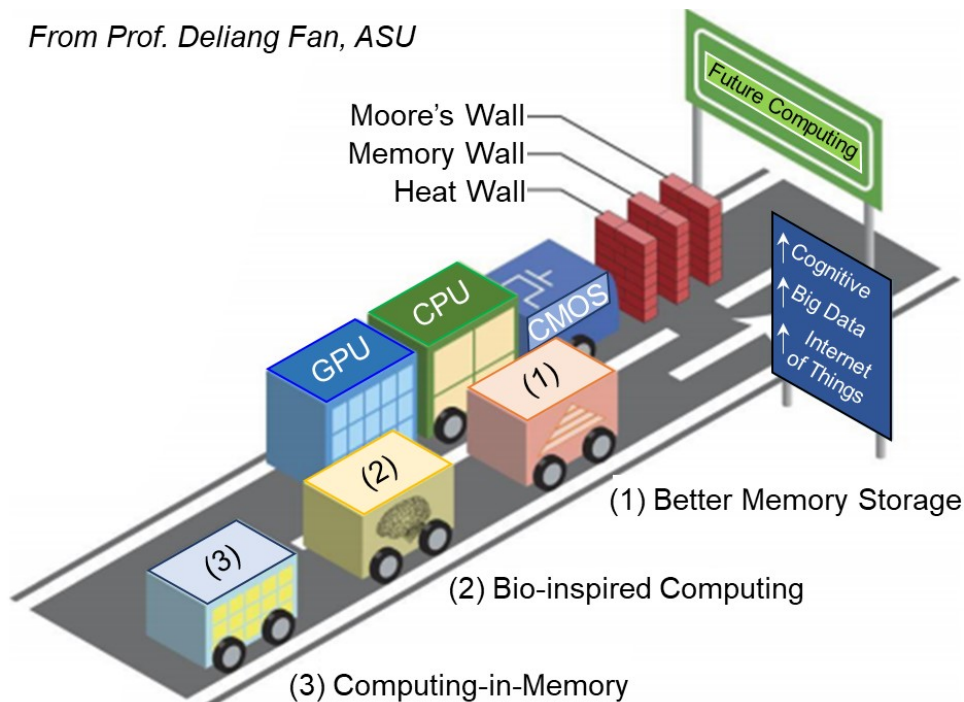 From Prof. Deliang Fan, ASU
Future Computing
Moore's Wall
Memory Wall
Heat Wall
Cognitive
Big Data
Internet
of Things
CMOS
CPU
GPU
(1)
(2)
(3)
(1) Better Memory Storage
(2) Bio-inspired Computing
(3) Computing-in-Memory